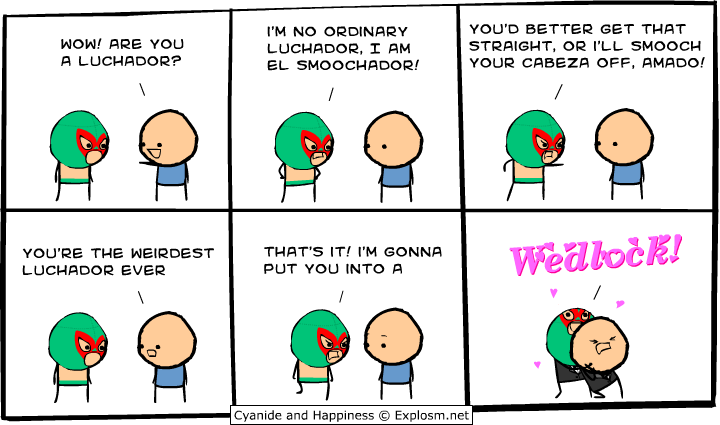 WOW! ARE YOU
A LUCHADOR?
I'M NO ORDINARY
LUCHADOR, I AM
EL SMOOCHADOR!
YOU'D BETTER GET THAT
STRAIGHT, OR I'LL SMOOCH
YOUR CABEZA OFF, AMADO!
YOU'RE THE WEIRDEST
LUCHADOR EVER
THAT'S IT! I'M GONNA
PUT YOU INTO A
Wedlock!
Cyanide and Happiness © Explosm.net